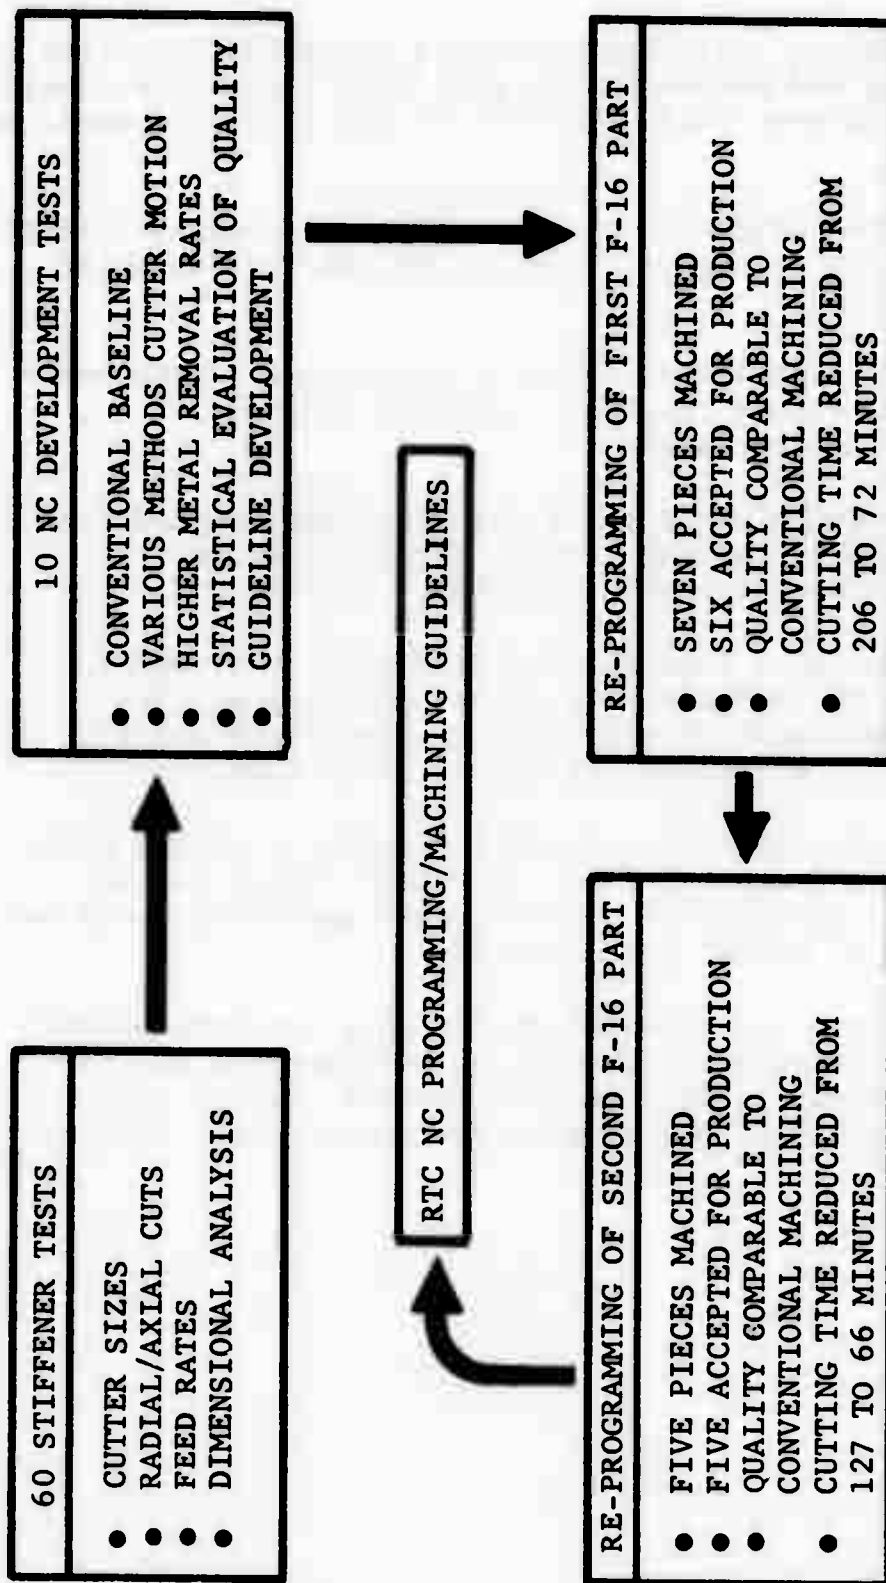 60 STIFFENER TESTS
● CUTTER SIZES
● RADIAL/AXIAL CUTS
● FEED RATES
● DIMENSIONAL ANALYSIS
10 NC DEVELOPMENT TESTS
● CONVENTIONAL BASELINE
● VARIOUS METHODS CUTTER MOTION
● HIGHER METAL REMOVAL RATES
● STATISTICAL EVALUATION OF QUALITY
● GUIDELINE DEVELOPMENT
RTC NC PROGRAMMING/MACHINING GUIDELINES
RE-PROGRAMMING OF SECOND F-16 PART
● FIVE PIECES MACHINED
● FIVE ACCEPTED FOR PRODUCTION
● QUALITY COMPARABLE TO
CONVENTIONAL MACHINING
● CUTTING TIME REDUCED FROM
127 TO 66 MINUTES
RE-PROGRAMMING OF FIRST F-16 PART
● SEVEN PIECES MACHINED
● SIX ACCEPTED FOR PRODUCTION
● QUALITY COMPARABLE TO
CONVENTIONAL MACHINING
● CUTTING TIME REDUCED FROM
206 TO 72 MINUTES